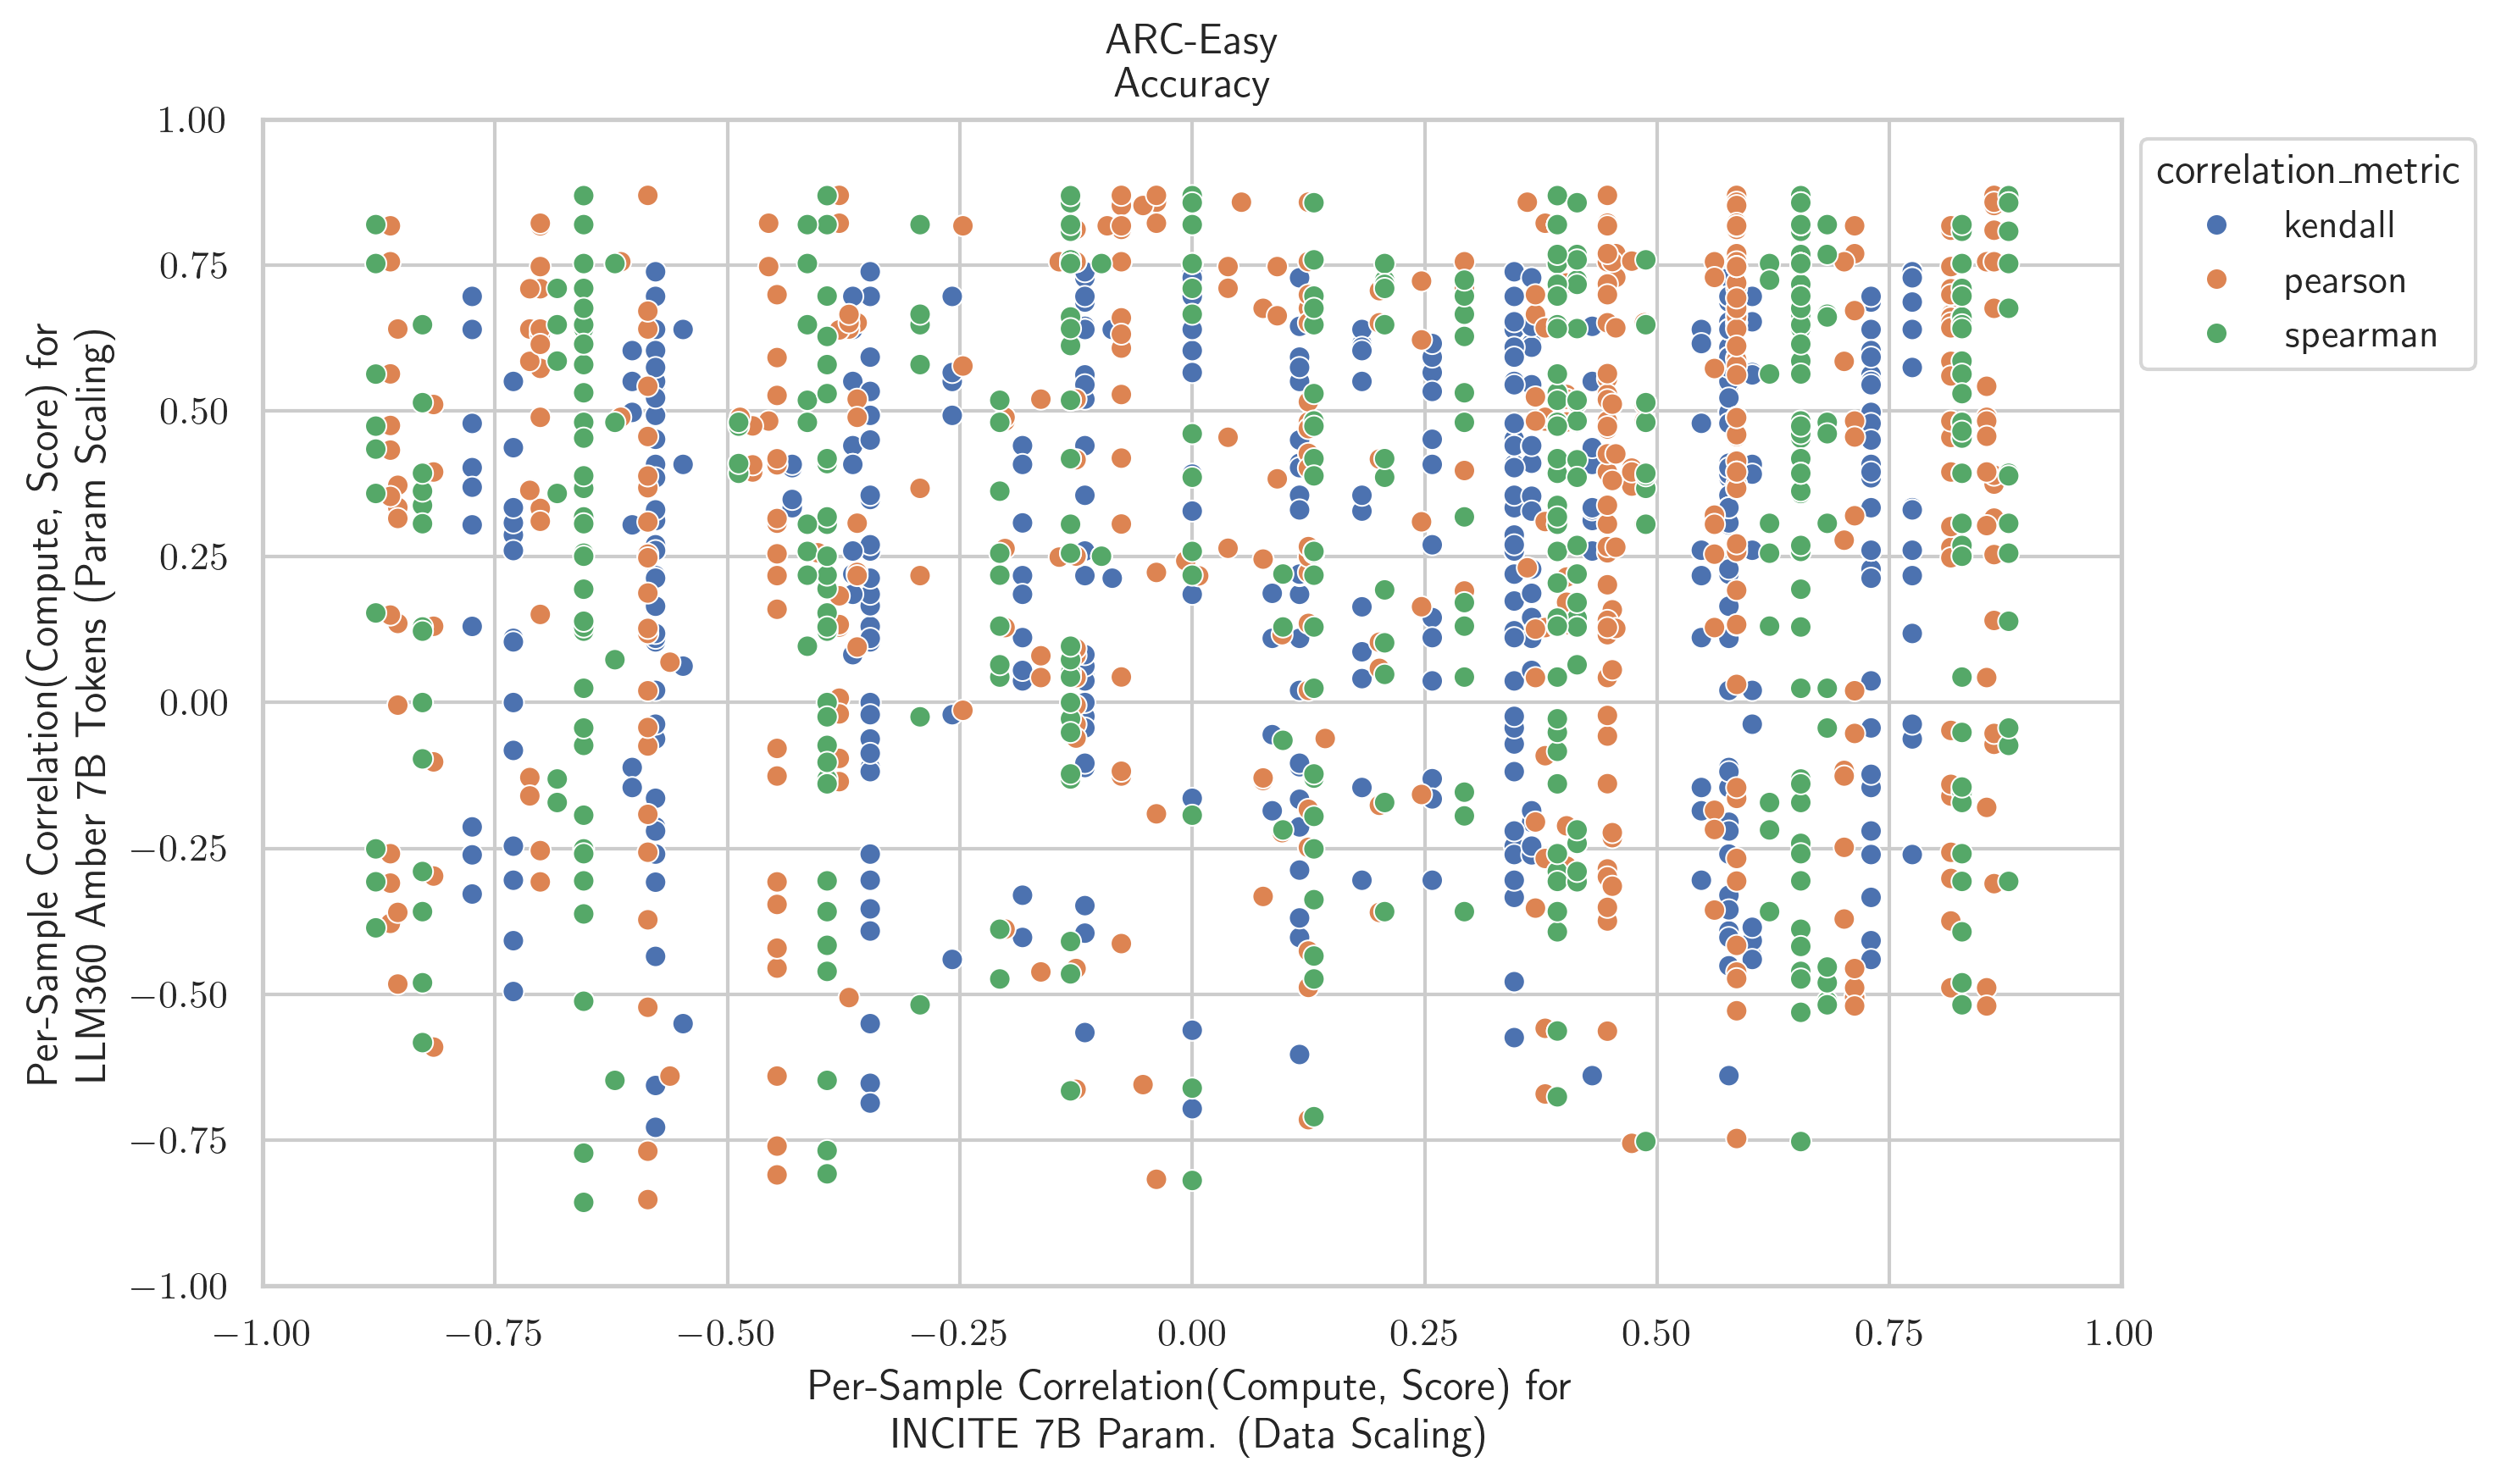 ARC-Easy
Accuracy
Per-Sample Correlation(Compute, Score) for
LLM360 Amber 7B Tokens (Param Scaling)
1.00
0.75
0.50
0.25
0.00
−0.25
−0.50
−0.75
−1.00
−1.00 −0.75 −0.50 −0.25 0.00 0.25 0.50 0.75 1.00
Per-Sample Correlation(Compute, Score) for
INCITE 7B Param. (Data Scaling)
correlation_metric
kendall
pearson
spearman